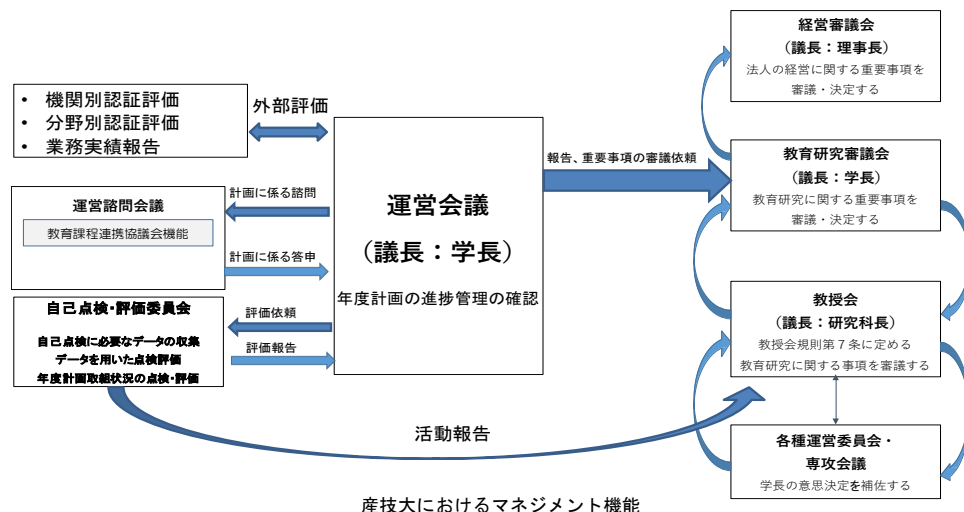 経営審議会
(議長：理事長)
法人の経営に関する重要事項を
審議・決定する
• 機関別認証評価
• 分野別認証評価
• 業務実績報告
外部評価
運営諮問会議
教育課程連携協議会機能
計画に係る諮問
計画に係る答申
運営会議
(議長：学長)
年度計画の進捗管理の確認
報告、重要事項の審議依頼
教育研究審議会
(議長：学長)
教育研究に関する重要事項を
審議・決定する
自己点検・評価委員会
自己点検に必要なデータの収集
データを用いた点検評価
年度計画取組状況の点検・評価
評価依頼
評価報告
教授会
(議長：研究科長)
教授会規則第７条に定める
教育研究に関する事項を審議する
活動報告
各種運営委員会・
専攻会議
学長の意思決定を補佐する
産技大におけるマネジメント機能